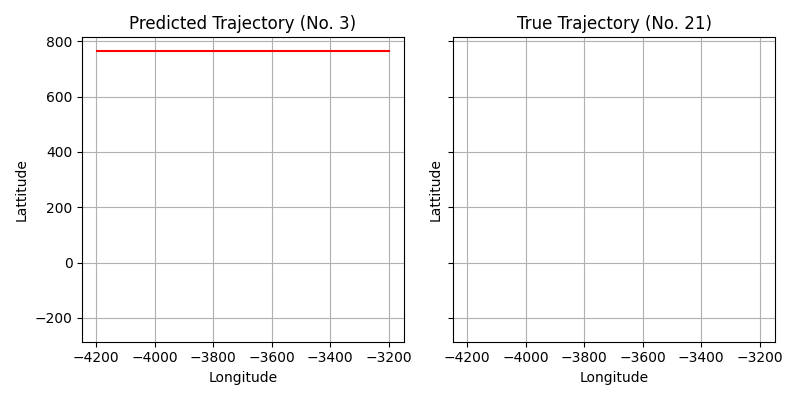 Predicted Trajectory (No. 3)
True Trajectory (No. 21)
800
600
400
200
0
−200
Lattitude
Lattitude
−4200 −4000 −3800 −3600 −3400 −3200
−4200 −4000 −3800 −3600 −3400 −3200
Longitude
Longitude